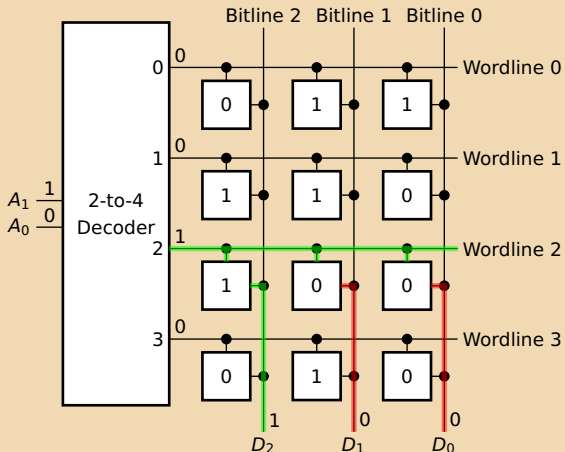 Bitline 2 Bitline 1 Bitline 0
0 0 Wordline 0
0 1 1
1 0 Wordline 1
A1 1 2-to-4 1 1 0
A0 0 Decoder
2 1 Wordline 2
1 0 0
3 0 Wordline 3
0 1 0
1 0 0
D2 D1 D0